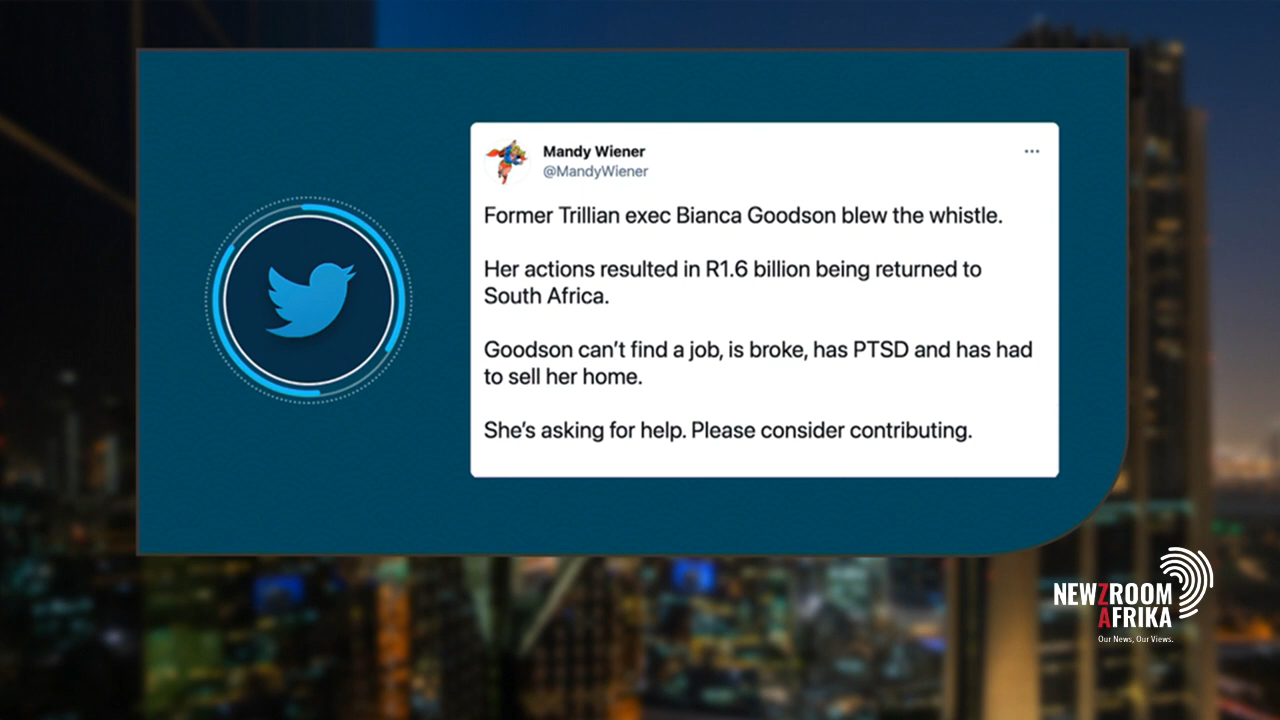 Mandy Wiener
@MandyWiener
Former Trillian exec Bianca Goodson blew the whistle.
Her actions resulted in R1.6 billion being returned to
South Africa.
Goodson can’t find a job, is broke, has PTSD and has had
to sell her home.
She’s asking for help. Please consider contributing.
NEWZROOM
AFRIKA
Our News, Our Views.